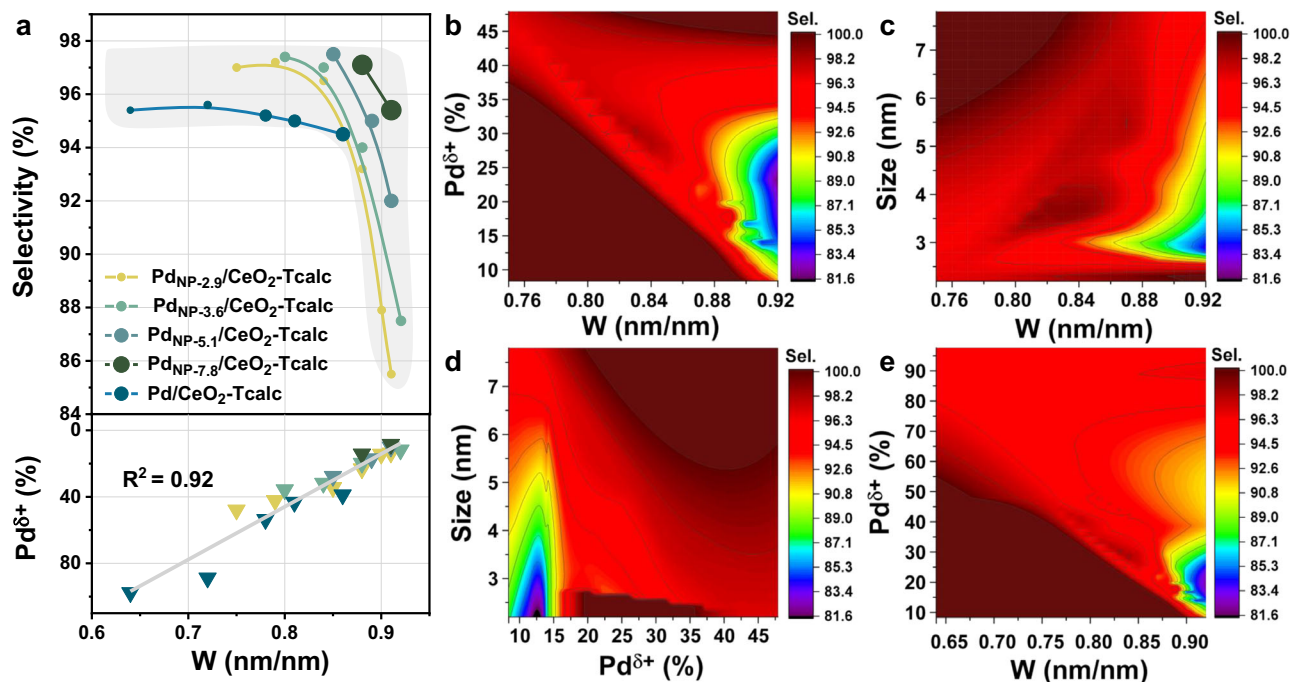 a
Selectivity (%)
98
96
94
92
90
88
86
84
Pd_NP-2.9/CeO₂-Tcalc
Pd_NP-3.6/CeO₂-Tcalc
Pd_NP-5.1/CeO₂-Tcalc
Pd_NP-7.8/CeO₂-Tcalc
Pd/CeO₂-Tcalc
Pd^δ+ (%)
0
40
80
R² = 0.92
0.6 0.7 0.8 0.9
W (nm/nm)
b
Pd^δ+ (%)
45
40
35
30
25
20
15
10
0.76 0.80 0.84 0.88 0.92
W (nm/nm)
Sel.
100.0
98.2
96.3
94.5
92.6
90.8
89.0
87.1
85.3
83.4
81.6
c
Size (nm)
7
6
5
4
3
0.76 0.80 0.84 0.88 0.92
W (nm/nm)
Sel.
100.0
98.2
96.3
94.5
92.6
90.8
89.0
87.1
85.3
83.4
81.6
d
Size (nm)
7
6
5
4
3
10 15 20 25 30 35 40 45
Pd^δ+ (%)
Sel.
100.0
98.2
96.3
94.5
92.6
90.8
89.0
87.1
85.3
83.4
81.6
e
Pd^δ+ (%)
90
80
70
60
50
40
30
20
10
0.65 0.70 0.75 0.80 0.85 0.90
W (nm/nm)
Sel.
100.0
98.2
96.3
94.5
92.6
90.8
89.0
87.1
85.3
83.4
81.6